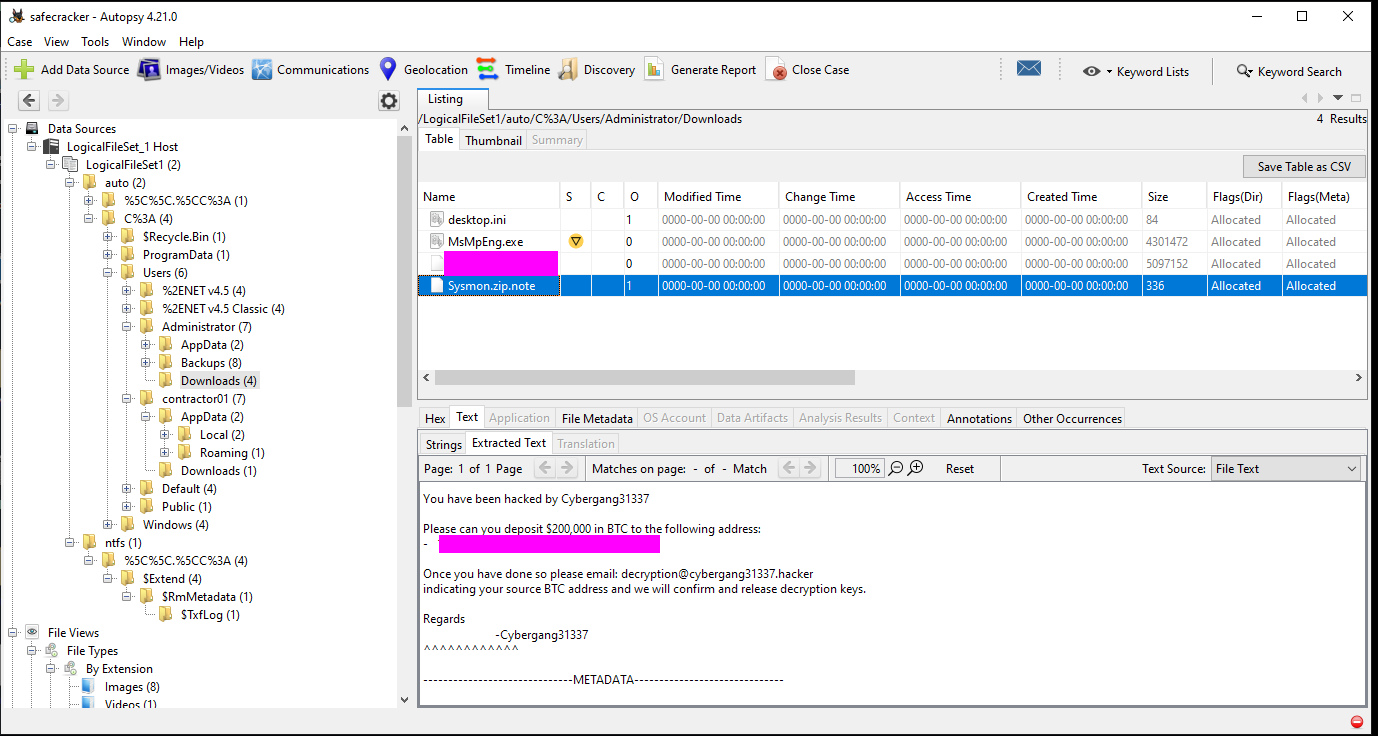 safecracker - Autopsy 4.21.0
Case View Tools Window Help
Add Data Source Images/Videos Communications Geolocation Timeline Discovery Generate Report Close Case Keyword Lists Keyword Search
Listing
/LogicalFileSet1/auto/C%3A/Users/Administrator/Downloads 4 Results
Table Thumbnail Summary
Save Table as CSV
Name S C O Modified Time Change Time Access Time Created Time Size Flags(Dir) Flags(Meta)
desktop.ini 1 0000-00-00 00:00:00 0000-00-00 00:00:00 0000-00-00 00:00:00 0000-00-00 00:00:00 84 Allocated Allocated
MsMpEng.exe 0 0000-00-00 00:00:00 0000-00-00 00:00:00 0000-00-00 00:00:00 0000-00-00 00:00:00 4301472 Allocated Allocated
0 0000-00-00 00:00:00 0000-00-00 00:00:00 0000-00-00 00:00:00 0000-00-00 00:00:00 5097152 Allocated Allocated
Sysmon.zip.note 1 0000-00-00 00:00:00 0000-00-00 00:00:00 0000-00-00 00:00:00 0000-00-00 00:00:00 336 Allocated Allocated
Data Sources
LogicalFileSet_1 Host
LogicalFileSet1 (2)
auto (2)
%5C%5C.%5CC%3A (1)
C%3A (4)
$Recycle.Bin (1)
ProgramData (1)
Users (6)
%2ENET v4.5 (4)
%2ENET v4.5 Classic (4)
Administrator (7)
AppData (2)
Backups (8)
Downloads (4)
contractor01 (7)
AppData (2)
Local (2)
Roaming (1)
Downloads (1)
Default (4)
Public (1)
Windows (4)
ntfs (1)
%5C%5C.%5CC%3A (4)
$Extend (4)
$RmMetadata (1)
$TxfLog (1)
File Views
File Types
By Extension
Images (8)
Videos (1)
Hex Text Application File Metadata OS Account Data Artifacts Analysis Results Context Annotations Other Occurrences
Strings Extracted Text Translation
Page: 1 of 1 Page Matches on page: - of - Match 100% Reset Text Source: File Text
You have been hacked by Cybergang31337
Please can you deposit $200,000 in BTC to the following address:
-
Once you have done so please email: decryption@cybergang31337.hacker
indicating your source BTC address and we will confirm and release decryption keys.
Regards
-Cybergang31337
^^^^^^^^^^^^
------------------------------METADATA------------------------------